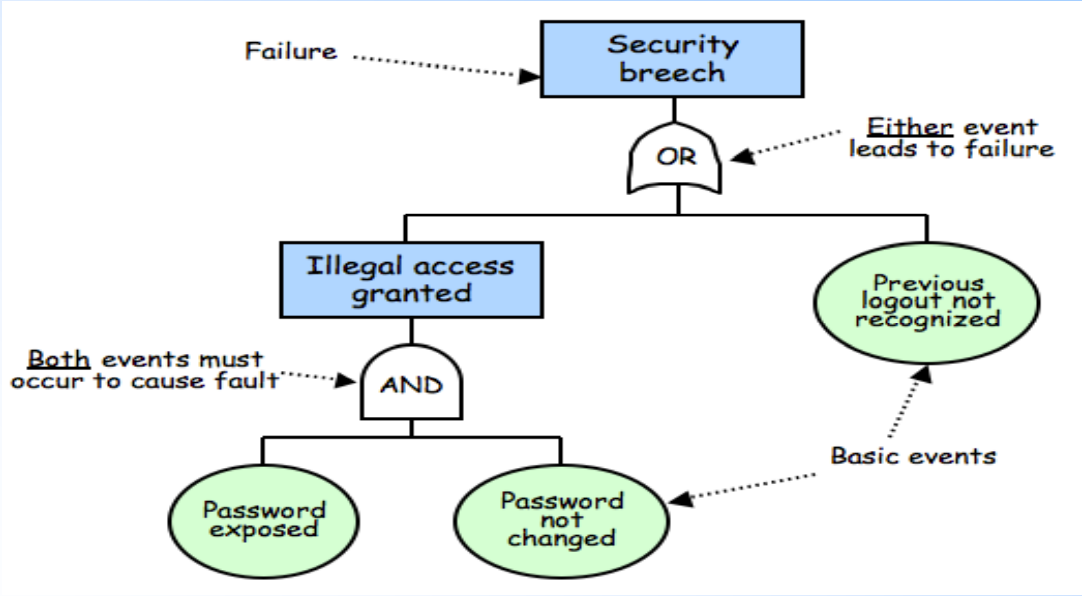 Failure
Security
breech
Either event
leads to failure
OR
Illegal access
granted
Previous
logout not
recognized
Both events must
occur to cause fault
AND
Basic events
Password
exposed
Password
not
changed